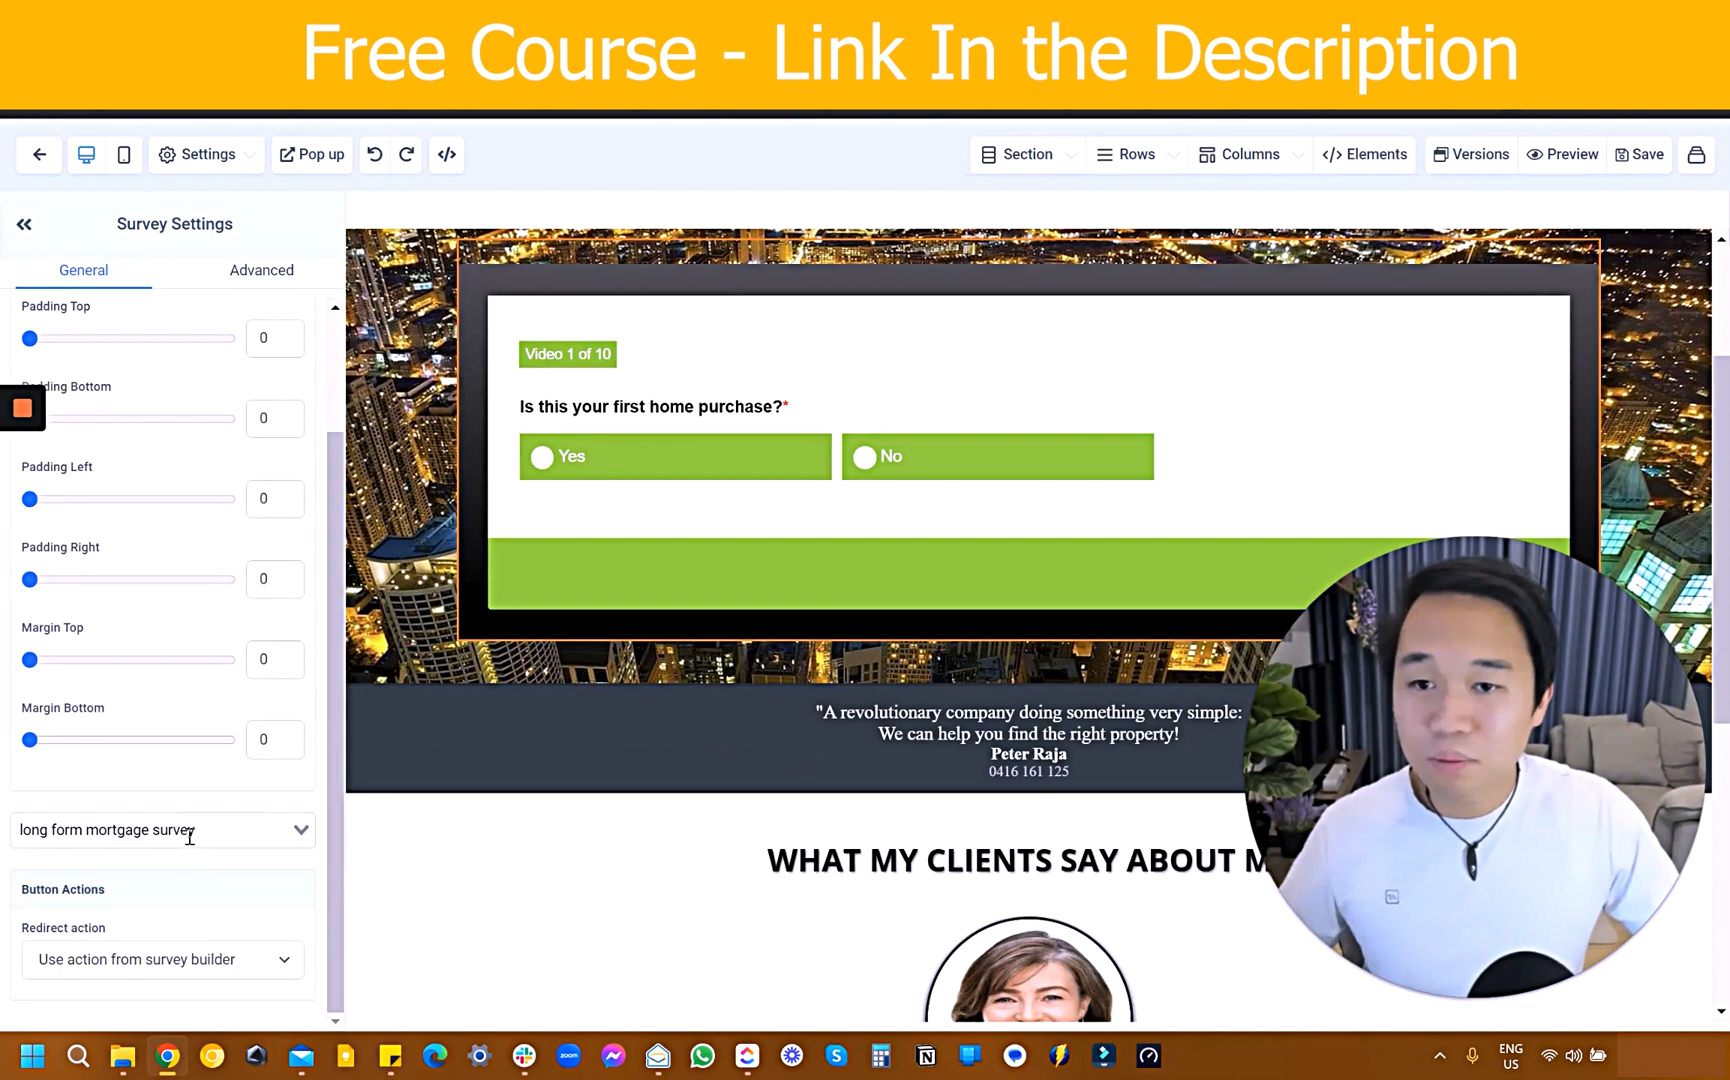 Free Course - Link In the Description
Settings
Pop up
Section
Rows
Columns
Elements
Versions
Preview
Save
Survey Settings
General
Advanced
Padding Top
0
Padding Bottom
0
Padding Left
0
Padding Right
0
Margin Top
0
Margin Bottom
0
long form mortgage survey
Button Actions
Redirect action
Use action from survey builder
Video 1 of 10
Is this your first home purchase?*
Yes
No
"A revolutionary company doing something very simple:
We can help you find the right property!
Peter Raja
0416 161 125
WHAT MY CLIENTS SAY ABOUT M
zoom
ENG
US